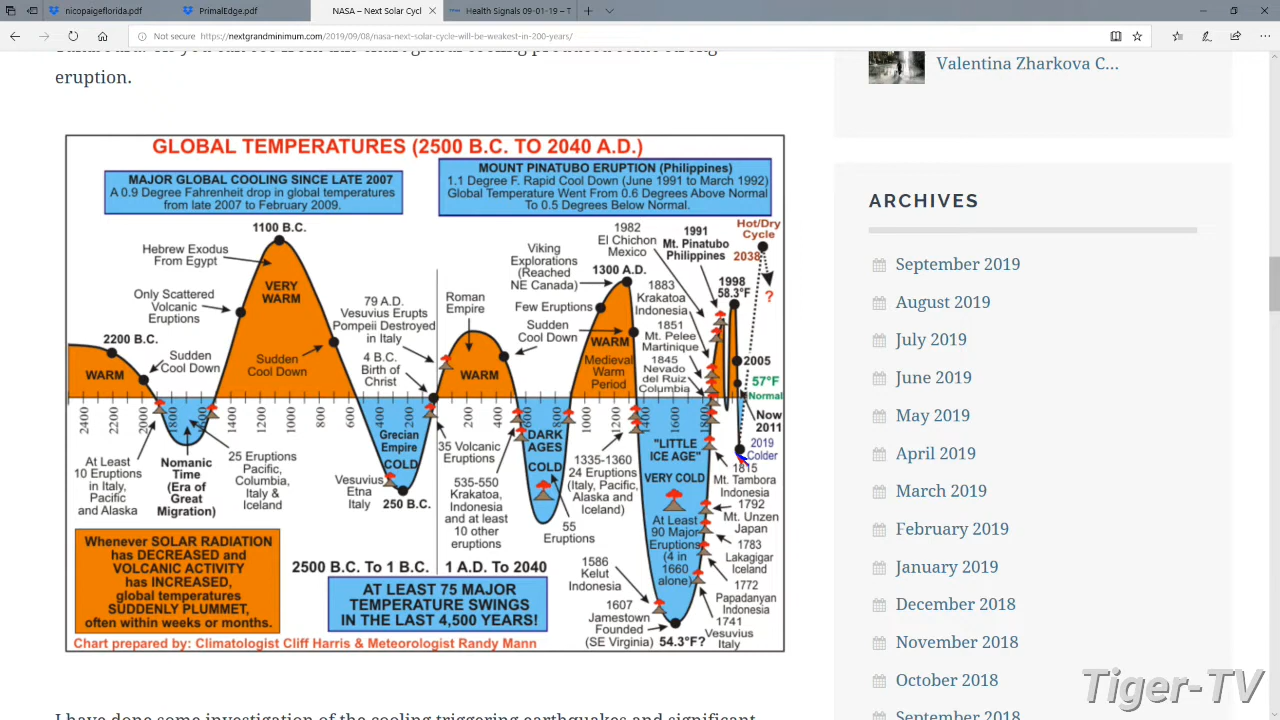 nicopaigeflorida.pdf
PrimalEdge.pdf
NASA – Next Solar Cycl
Health Signals 09-01-19 – T
Not secure
https://nextgrandminimum.com/2019/09/08/nasa-next-solar-cycle-will-be-weakest-in-200-years/
eruption.
GLOBAL TEMPERATURES (2500 B.C. TO 2040 A.D.)
MAJOR GLOBAL COOLING SINCE LATE 2007
A 0.9 Degree Fahrenheit drop in global temperatures
from late 2007 to February 2009.
MOUNT PINATUBO ERUPTION (Philippines)
1.1 Degree F. Rapid Cool Down (June 1991 to March 1992)
Global Temperature Went From 0.6 Degrees Above Normal
To 0.5 Degrees Below Normal.
2200 B.C.
WARM
Sudden
Cool Down
Only Scattered
Volcanic
Eruptions
Hebrew Exodus
From Egypt
1100 B.C.
VERY
WARM
Sudden
Cool Down
79 A.D.
Vesuvius Erupts
Pompeii Destroyed
in Italy
4 B.C.
Birth of
Christ
Roman
Empire
WARM
Sudden
Cool Down
Viking
Explorations
(Reached
NE Canada)
Few Eruptions
1300 A.D.
WARM
Medieval
Warm
Period
1982
El Chichon
Mexico
1883
Krakatoa
Indonesia
1851
Mt. Pelee
Martinique
1845
Nevado
del Ruiz
Columbia
1991
Mt. Pinatubo
Philippines
Hot/Dry
Cycle
2038
?
1998
58.3°F
2005
57°F
Normal
Now
2011
2019
Colder
2400
2200
2000
1800
1600
1400
1200
1000
800
600
400
200
200
400
600
800
1000
1200
1400
1600
1800
At Least
10 Eruptions
in Italy,
Pacific
and Alaska
Nomanic
Time
(Era of
Great
Migration)
25 Eruptions
Pacific,
Columbia,
Italy &
Iceland
Vesuvius
Etna
Italy
Grecian
Empire
COLD
250 B.C.
35 Volcanic
Eruptions
535-550
Krakatoa,
Indonesia
and at least
10 other
eruptions
DARK
AGES
COLD
55
Eruptions
1335-1360
24 Eruptions
(Italy, Pacific,
Alaska and
Iceland)
"LITTLE
ICE AGE"
VERY COLD
At Least
90 Major
Eruptions
(4 in
1660
alone)
1586
Kelut
Indonesia
1607
Jamestown
Founded
(SE Virginia)
54.3°F?
1815
Mt. Tambora
Indonesia
1792
Mt. Unzen
Japan
1783
Lakagigar
Iceland
1772
Papadanyan
Indonesia
1741
Vesuvius
Italy
Whenever SOLAR RADIATION
has DECREASED and
VOLCANIC ACTIVITY
has INCREASED,
global temperatures
SUDDENLY PLUMMET,
often within weeks or months.
2500 B.C. To 1 B.C.
1 A.D. To 2040
AT LEAST 75 MAJOR
TEMPERATURE SWINGS
IN THE LAST 4,500 YEARS!
Chart prepared by: Climatologist Cliff Harris & Meteorologist Randy Mann
I have done some investigation of the cooling triggering earthquakes and significant
Valentina Zharkova C...
ARCHIVES
September 2019
August 2019
July 2019
June 2019
May 2019
April 2019
March 2019
February 2019
January 2019
December 2018
November 2018
October 2018
September 2018
Tiger-TV